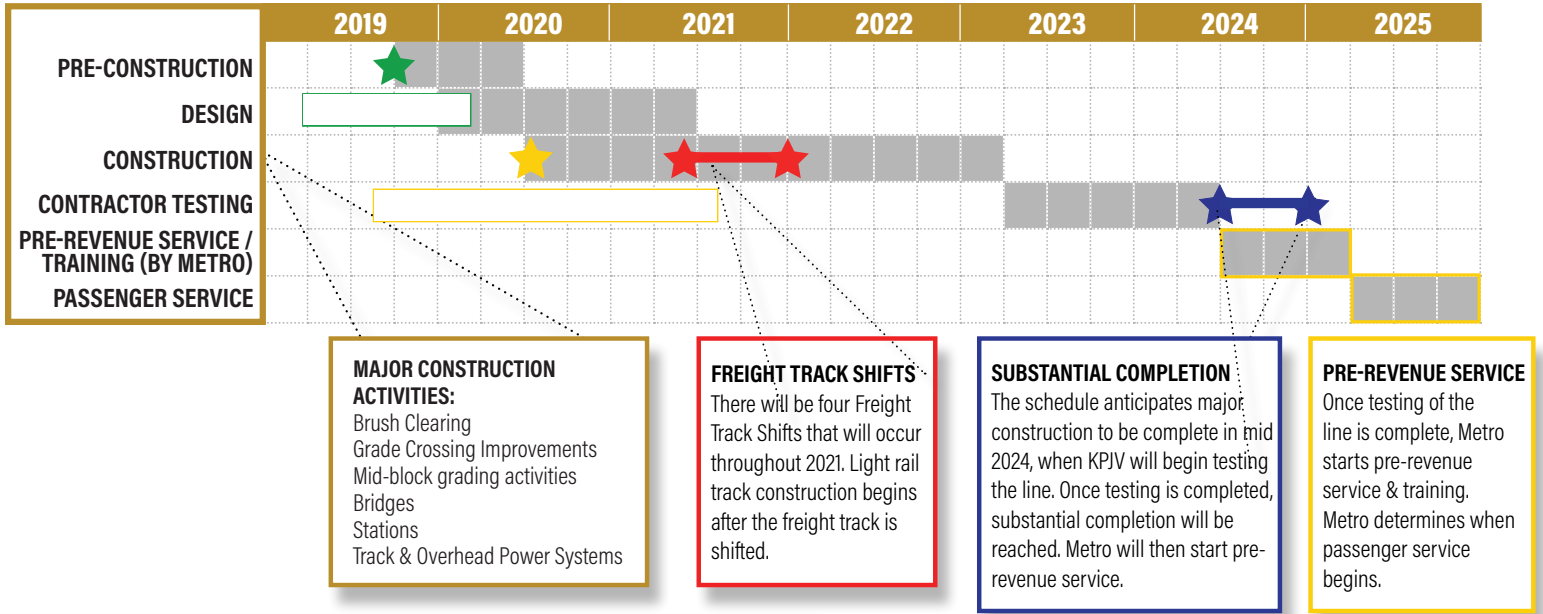 2019 2020 2021 2022 2023 2024 2025
PRE-CONSTRUCTION
DESIGN
CONSTRUCTION
CONTRACTOR TESTING
PRE-REVENUE SERVICE /
TRAINING (BY METRO)
PASSENGER SERVICE
MAJOR CONSTRUCTION
ACTIVITIES:
Brush Clearing
Grade Crossing Improvements
Mid-block grading activities
Bridges
Stations
Track & Overhead Power Systems
FREIGHT TRACK SHIFTS
There will be four Freight
Track Shifts that will occur
throughout 2021. Light rail
track construction begins
after the freight track is
shifted.
SUBSTANTIAL COMPLETION
The schedule anticipates major
construction to be complete in mid
2024, when KPJV will begin testing
the line. Once testing is completed,
substantial completion will be
reached. Metro will then start pre-
revenue service.
PRE-REVENUE SERVICE
Once testing of the
line is complete, Metro
starts pre-revenue
service & training.
Metro determines when
passenger service
begins.